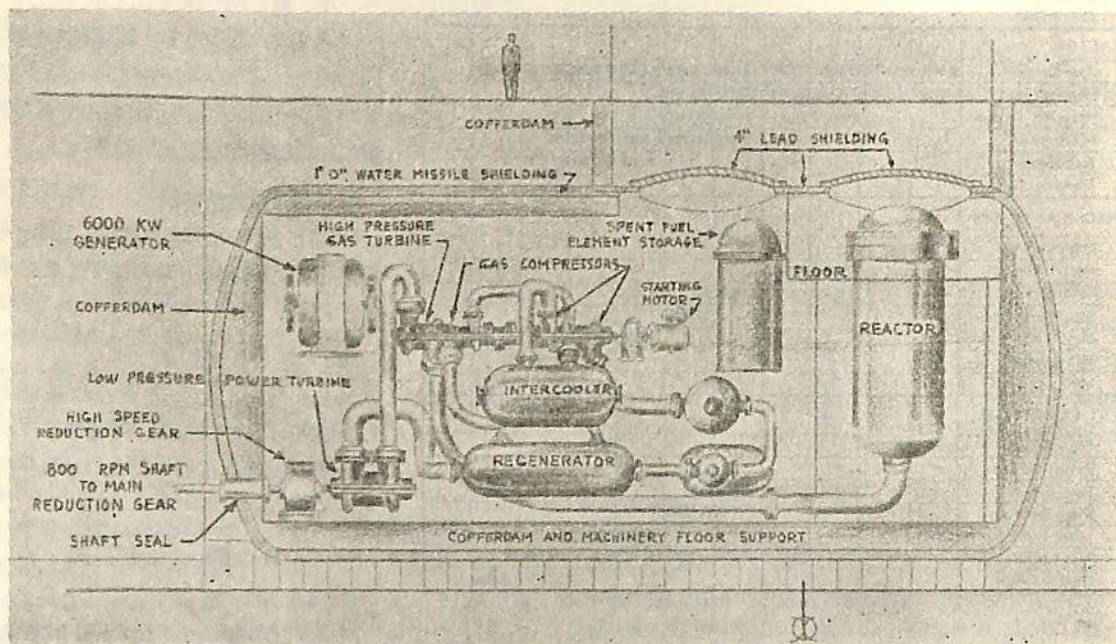 COFFERDAM
4" LEAD SHIELDING
1' 0" WATER MISSILE SHIELDING
6000 KW
GENERATOR
HIGH PRESSURE
GAS TURBINE
SPENT FUEL
ELEMENT STORAGE
GAS COMPRESSORS
STARTING
MOTOR
FLOOR
COFFERDAM
REACTOR
LOW PRESSURE POWER TURBINE
INTERCOOLER
HIGH SPEED
REDUCTION GEAR
REGENERATOR
800 RPM SHAFT
TO MAIN
REDUCTION GEAR
SHAFT SEAL
COFFERDAM AND MACHINERY FLOOR SUPPORT